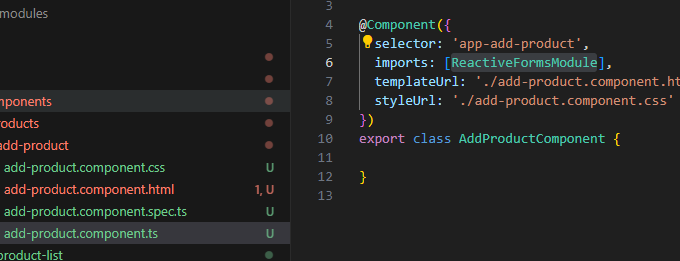 modules
mponents
roducts
add-product
add-product.component.css U
add-product.component.html 1, U
add-product.component.spec.ts U
add-product.component.ts U
product-list
3
4 @Component({
5 selector: 'app-add-product',
6 imports: [ReactiveFormsModule],
7 templateUrl: './add-product.component.ht
8 styleUrl: './add-product.component.css'
9 })
10 export class AddProductComponent {
11
12 }
13